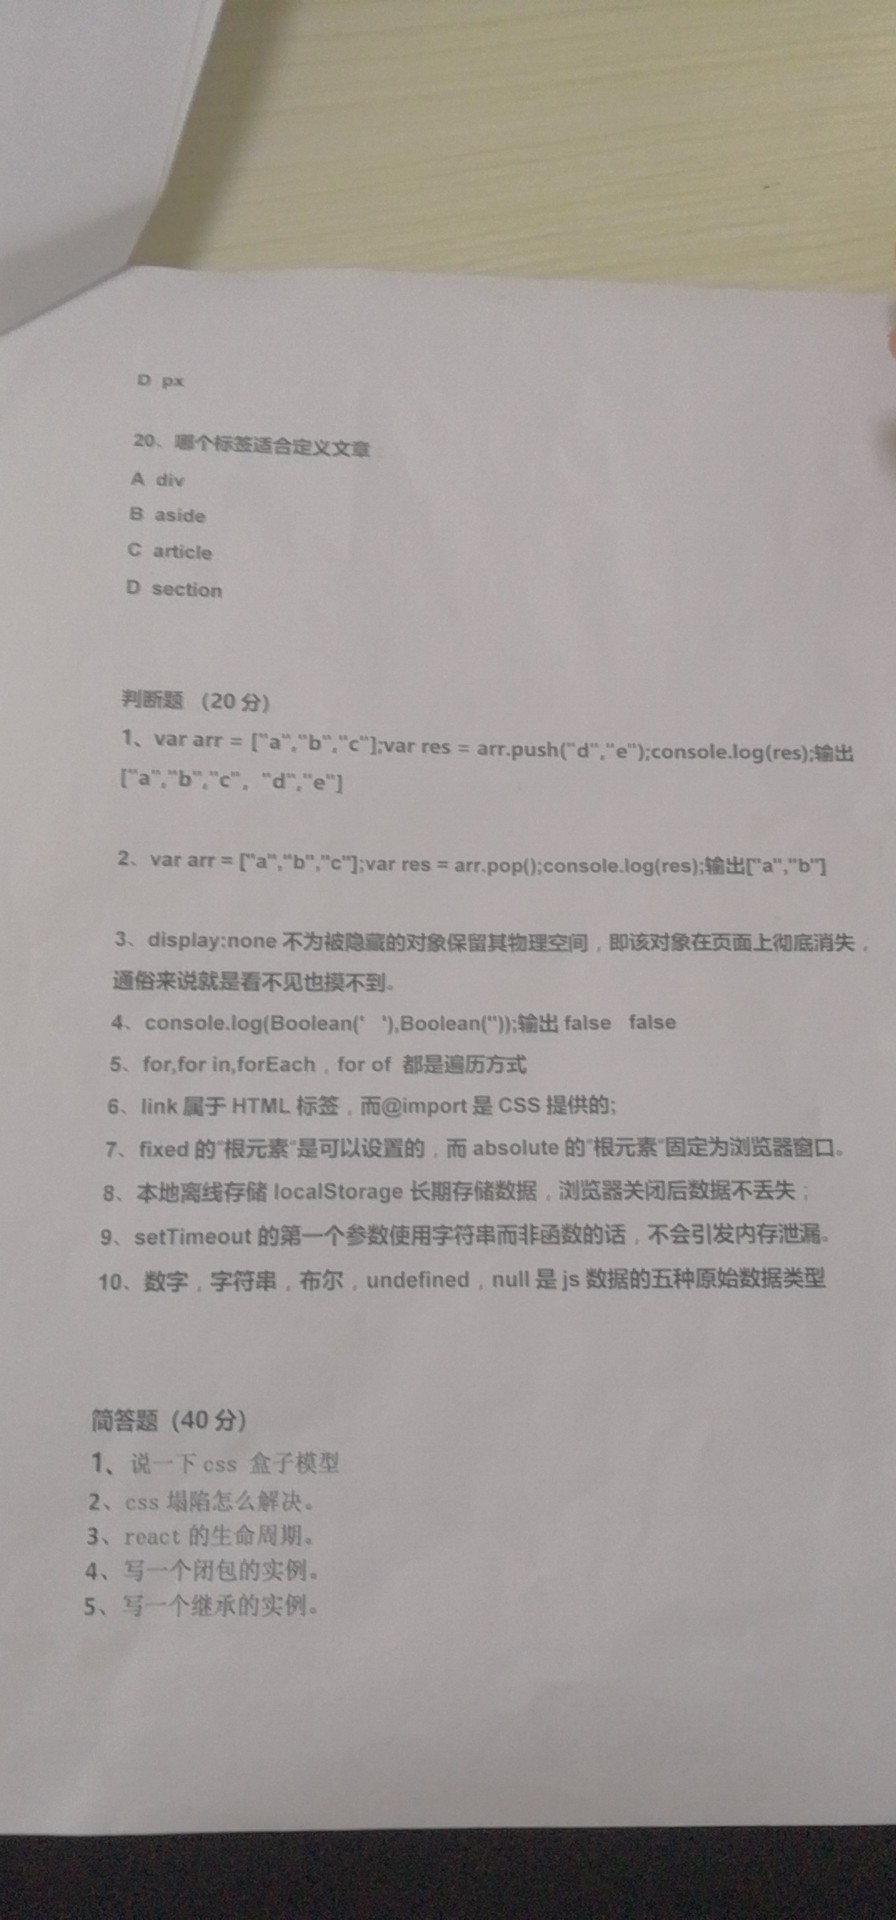 D px
20、哪个标签适合定义文章
A div
B aside
C article
D section
判断题 （20 分）
1、var arr = ["a","b","c"];var res = arr.push("d","e");console.log(res);输出
["a","b","c"，"d","e"]
2、var arr = ["a","b","c"];var res = arr.pop();console.log(res);输出["a","b"]
3、display:none 不为被隐藏的对象保留其物理空间，即该对象在页面上彻底消失，
通俗来说就是看不见也摸不到。
4、console.log(Boolean(' '),Boolean(''));输出 false false
5、for,for in,forEach，for of 都是遍历方式
6、link 属于 HTML 标签，而@import 是 CSS 提供的;
7、fixed 的"根元素"是可以设置的，而 absolute 的"根元素"固定为浏览器窗口。
8、本地离线存储 localStorage 长期存储数据，浏览器关闭后数据不丢失；
9、setTimeout 的第一个参数使用字符串而非函数的话，不会引发内存泄漏。
10、数字，字符串，布尔，undefined，null 是 js 数据的五种原始数据类型
简答题（40 分）
1、说一下 css 盒子模型
2、css 塌陷怎么解决。
3、react 的生命周期。
4、写一个闭包的实例。
5、写一个继承的实例。